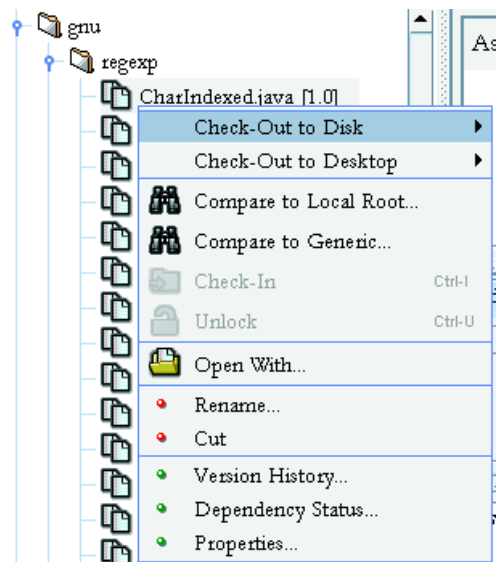 gnu
As
regexp
CharIndexed.java [1.0]
Check-Out to Disk
Check-Out to Desktop
Compare to Local Root...
Compare to Generic...
Check-In Ctrl-I
Unlock Ctrl-U
Open With...
Rename...
Cut
Version History...
Dependency Status...
Properties...